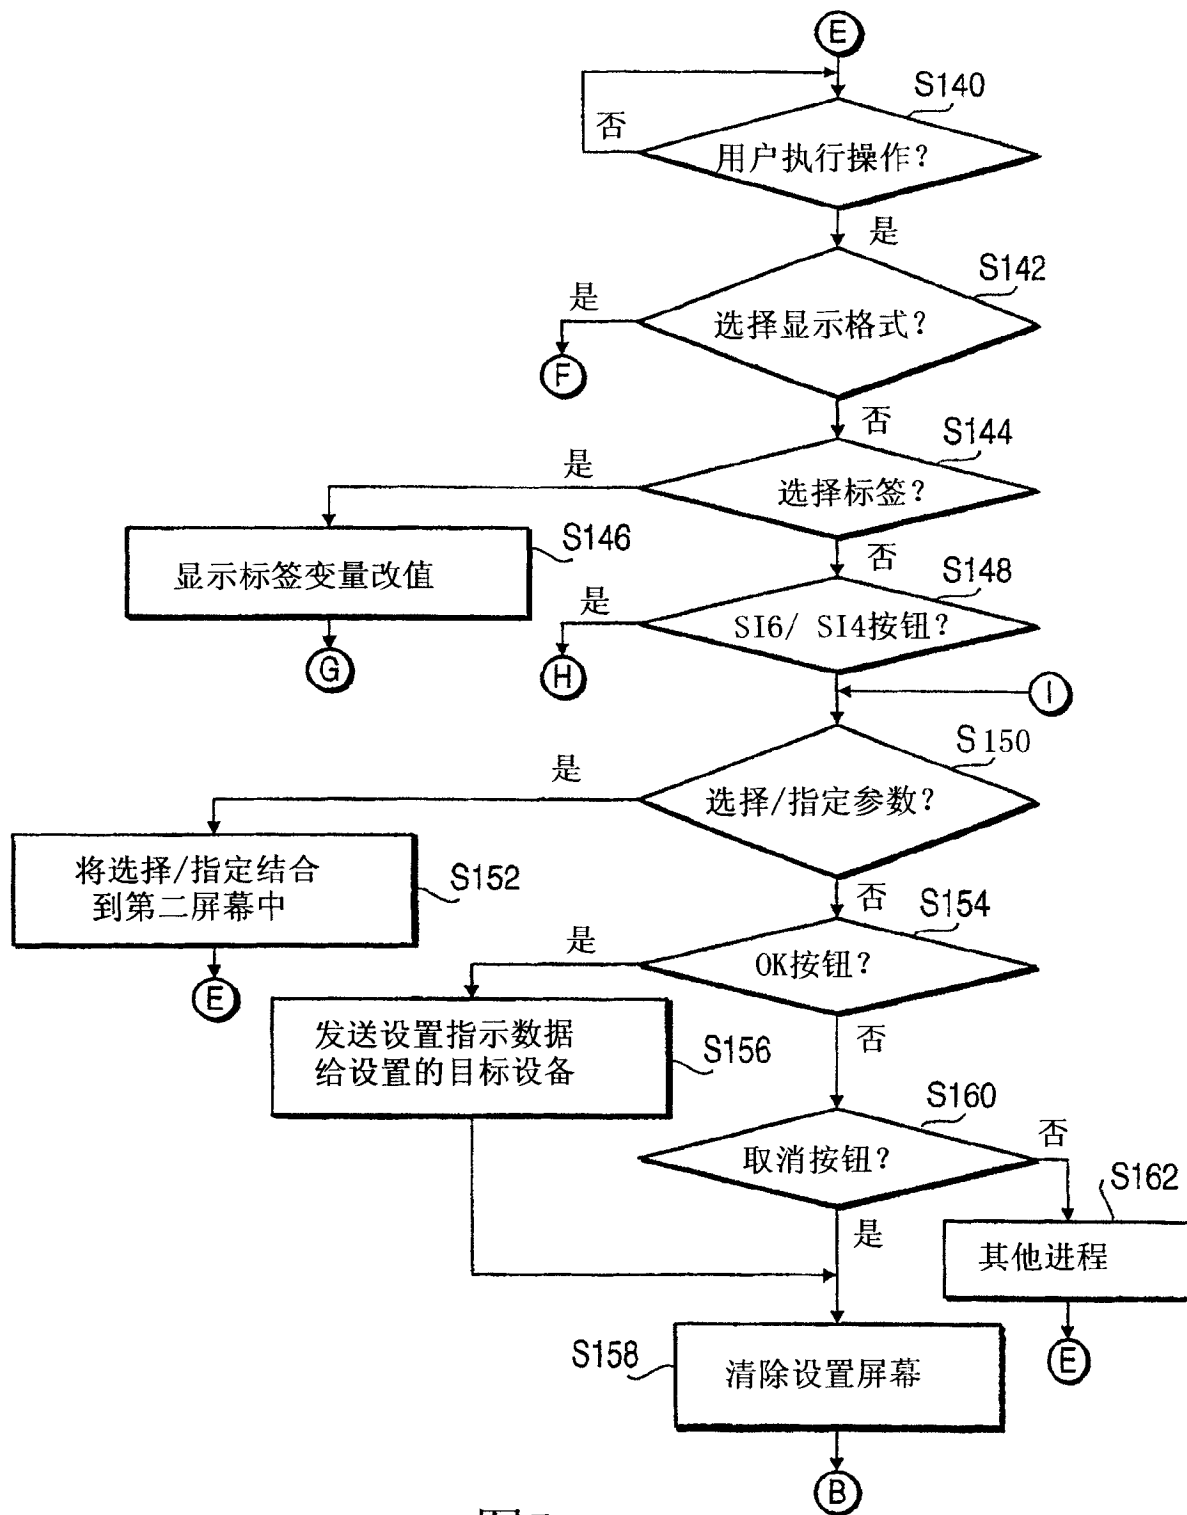 E
S140
否
用户执行操作？
是
S142
是
选择显示格式？
F
否
S144
是
选择标签？
S146
显示标签变量改值
否
S148
是
SI6/ SI4按钮？
G
H
I
S150
是
选择/指定参数？
将选择/指定结合
到第二屏幕中
S152
否
S154
是
OK按钮？
E
发送设置指示数据
给设置的目标设备
S156
否
S160
否
取消按钮？
S162
是
其他进程
S158
清除设置屏幕
E
B